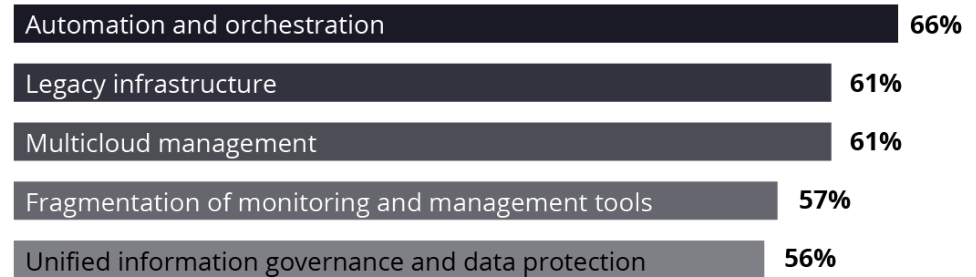 Automation and orchestration 66%
Legacy infrastructure 61%
Multicloud management 61%
Fragmentation of monitoring and management tools 57%
Unified information governance and data protection 56%